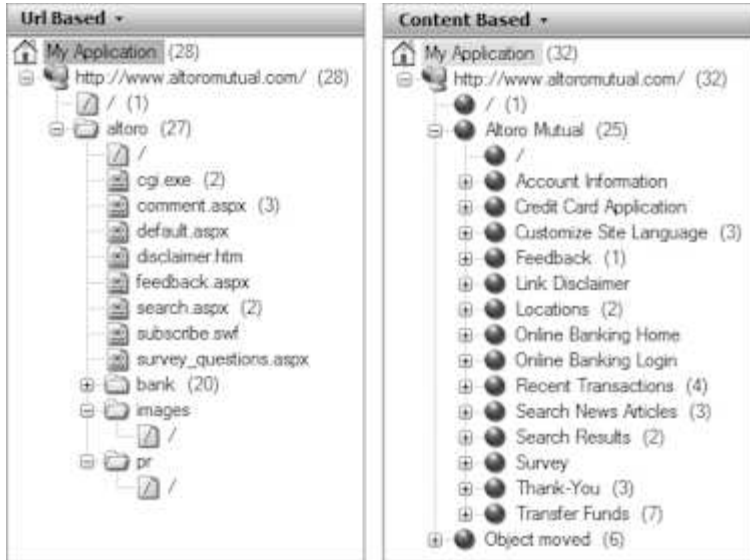 Url Based
My Application (28)
http://www.altoromutual.com/ (28)
/ (1)
altoro (27)
/
cgi.exe (2)
comment.aspx (3)
default.aspx
disclaimer.htm
feedback.aspx
search.aspx (2)
subscribe.swf
survey_questions.aspx
bank (20)
images
/
pr
/
Content Based
My Application (32)
http://www.altoromutual.com/ (32)
/ (1)
Altoro Mutual (25)
/
Account Information
Credit Card Application
Customize Site Language (3)
Feedback (1)
Link Disclaimer
Locations (2)
Online Banking Home
Online Banking Login
Recent Transactions (4)
Search News Articles (3)
Search Results (2)
Survey
Thank-You (3)
Transfer Funds (7)
Object moved (6)